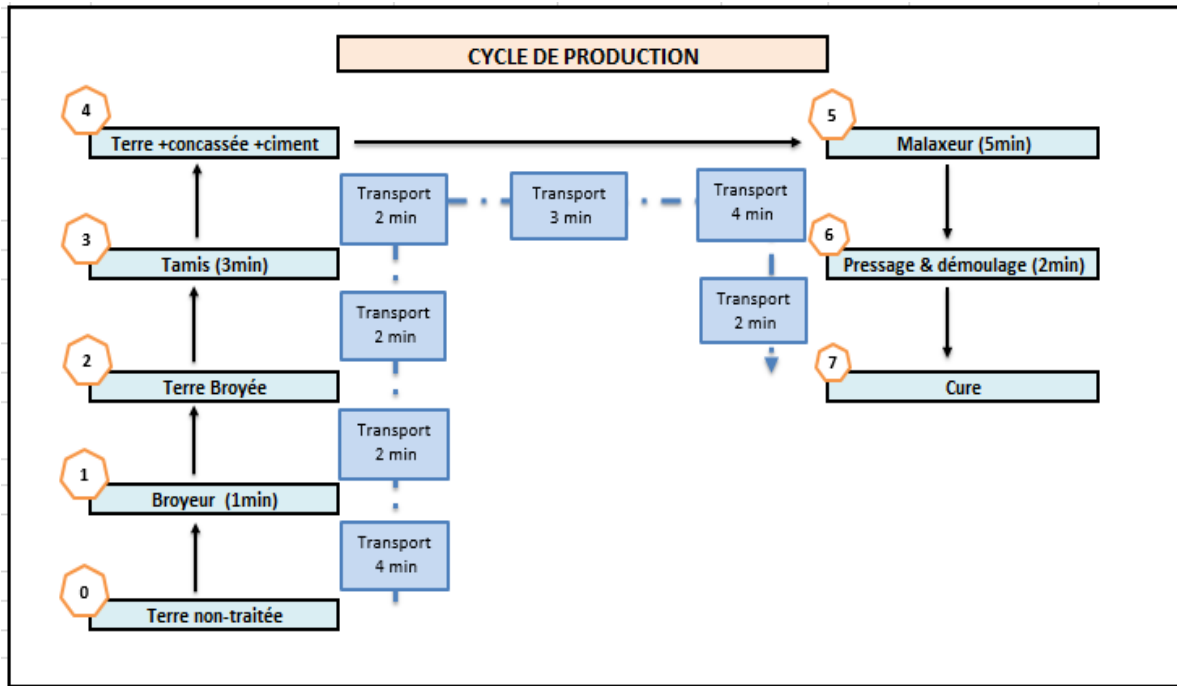 CYCLE DE PRODUCTION
4
Terre +concassée +ciment
5
Malaxeur (5min)
Transport
2 min
Transport
3 min
Transport
4 min
3
Tamis (3min)
6
Pressage & démoulage (2min)
Transport
2 min
Transport
2 min
2
Terre Broyée
7
Cure
Transport
2 min
1
Broyeur (1min)
Transport
4 min
0
Terre non-traitée